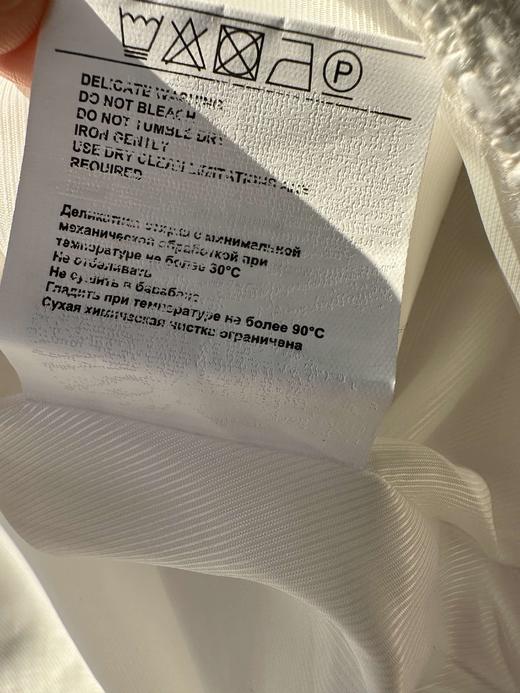 P
DELICATE WASHING
DO NOT BLEACH
DO NOT TUMBLE DRY
IRON GENTLY
USE DRY CLEAN LIMITATIONS ARE
REQUIRED
Деликатная стирка с минимальной
механической обработкой при
температуре не более 30°C
Не отбеливать
Не сушить в барабане
Гладить при температуре не более 90°C
Сухая химическая чистка ограничена